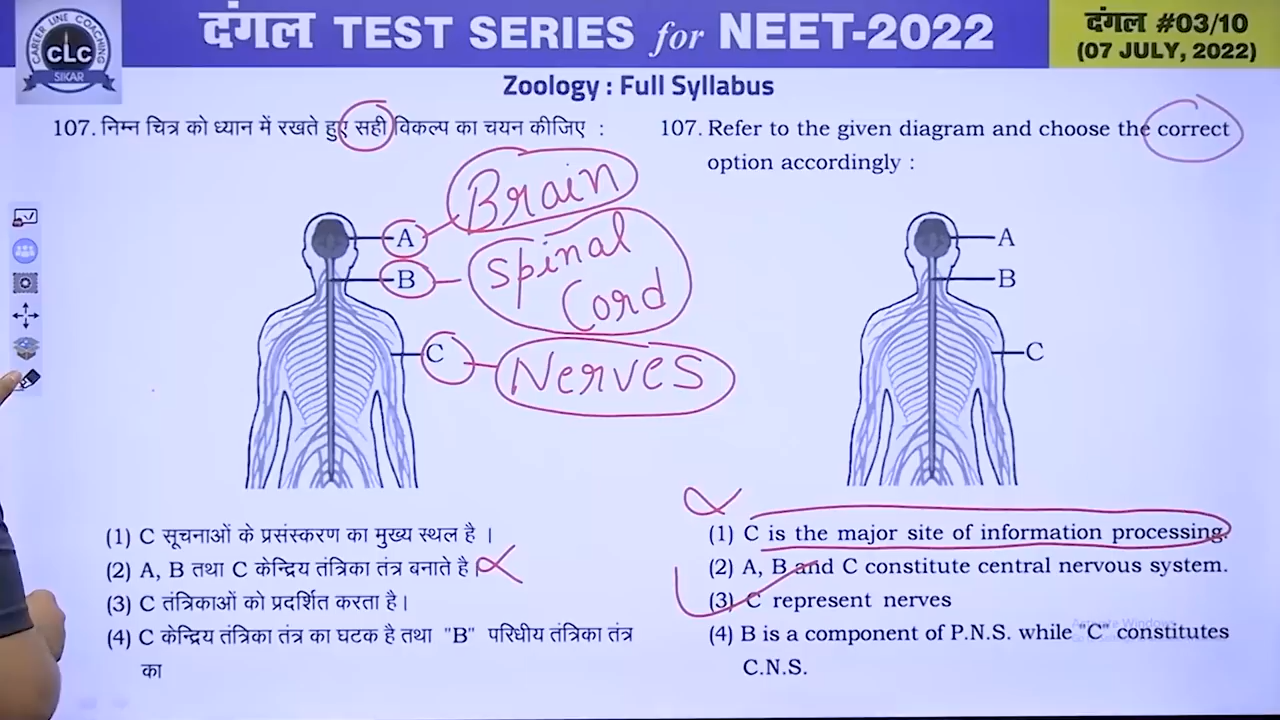 दंगल TEST SERIES for NEET-2022
दंगल #03/10
(07 JULY, 2022)
CAREER LINE COACHING
CLC
SIKAR
Zoology : Full Syllabus
107. निम्न चित्र को ध्यान में रखते हुए सही विकल्प का चयन कीजिए :
A
B
C
Brain
Spinal
Cord
Nerves
(1) C सूचनाओं के प्रसंस्करण का मुख्य स्थल है ।
(2) A, B तथा C केन्द्रिय तंत्रिका तंत्र बनाते है ।
(3) C तंत्रिकाओं को प्रदर्शित करता है ।
(4) C केन्द्रिय तंत्रिका तंत्र का घटक है तथा "B" परिधीय तंत्रिका तंत्र
का
107. Refer to the given diagram and choose the correct
option accordingly :
A
B
C
(1) C is the major site of information processing.
(2) A, B and C constitute central nervous system.
(3) C represent nerves
(4) B is a component of P.N.S. while "C" constitutes
C.N.S.
Activate Windows